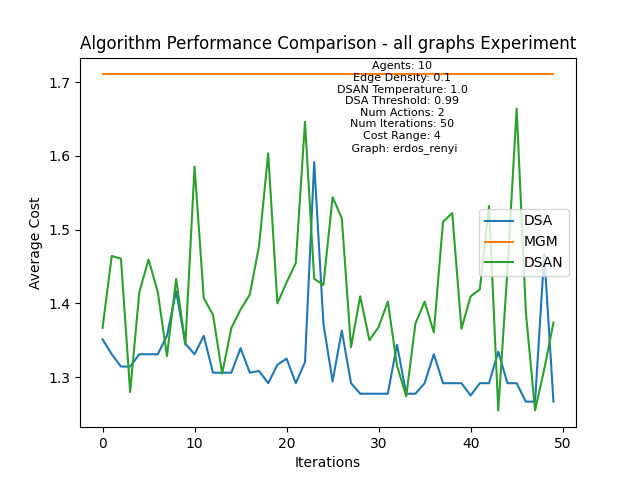 Algorithm Performance Comparison - all graphs Experiment
Agents: 10
Edge Density: 0.1
DSAN Temperature: 1.0
DSA Threshold: 0.99
Num Actions: 2
Num Iterations: 50
Cost Range: 4
Graph: erdos_renyi
1.7
1.6
1.5
1.4
1.3
Average Cost
DSA
MGM
DSAN
0 10 20 30 40 50
Iterations